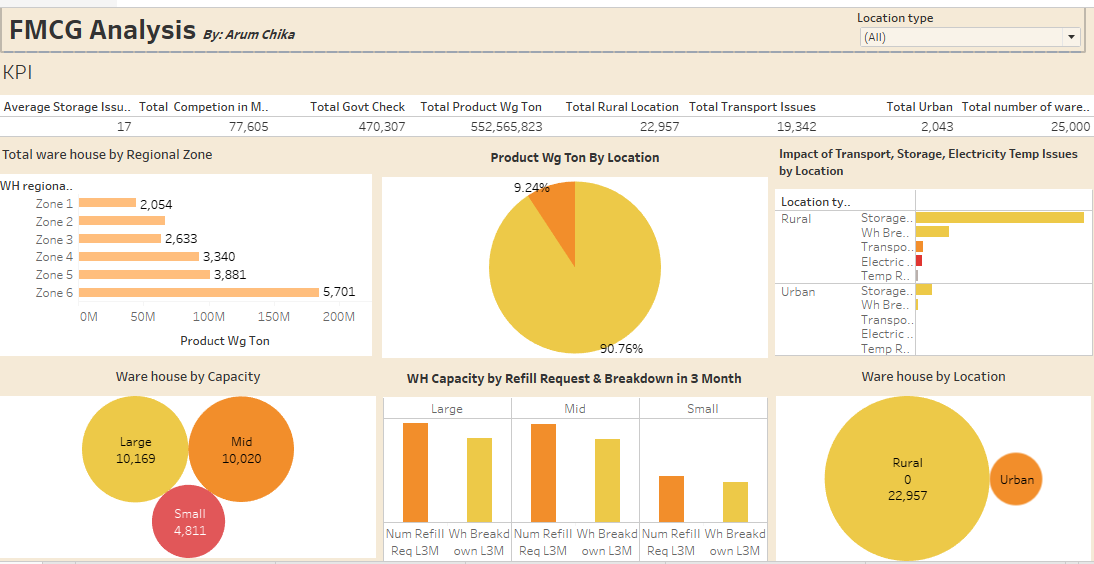 FMCG Analysis By: Arum Chika
Location type
(All)
KPI
Average Storage Issu.. Total Competion in M.. Total Govt Check Total Product Wg Ton Total Rural Location Total Transport Issues Total Urban Total number of ware..
17 77,605 470,307 552,565,823 22,957 19,342 2,043 25,000
Total ware house by Regional Zone
WH regiona..
Zone 1 2,054
Zone 2
Zone 3 2,633
Zone 4 3,340
Zone 5 3,881
Zone 6 5,701
0M 50M 100M 150M 200M
Product Wg Ton
Product Wg Ton By Location
9.24%
90.76%
Impact of Transport, Storage, Electricity Temp Issues
by Location
Location ty..
Rural Storage..
Wh Bre..
Transpo..
Electric ..
Temp R..
Urban Storage..
Wh Bre..
Transpo..
Electric ..
Temp R..
Ware house by Capacity
Large
10,169
Mid
10,020
Small
4,811
WH Capacity by Refill Request & Breakdown in 3 Month
Large Mid Small
Num Refill Wh Breakd Num Refill Wh Breakd Num Refill Wh Breakd
Req L3M own L3M Req L3M own L3M Req L3M own L3M
Ware house by Location
Rural
0
22,957
Urban